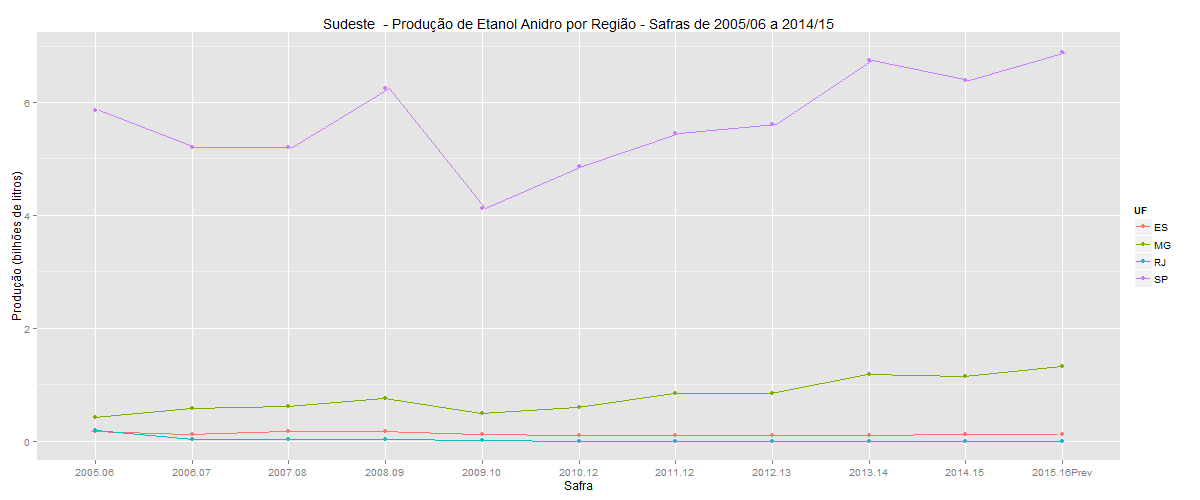 Sudeste  - Produção de Etanol Anidro por Região - Safras de 2005/06 a 2014/15
Produção (bilhões de litros)
6
4
2
0
2005.06 2006.07 2007.08 2008.09 2009.10 2010.12 2011.12 2012.13 2013.14 2014.15 2015.16Prev
Safra
UF
ES
MG
RJ
SP